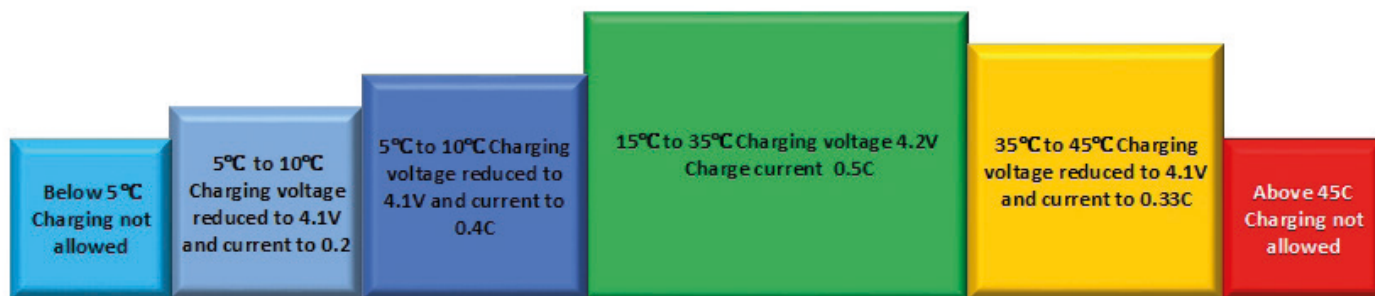 Below 5℃
Charging not
allowed
5℃ to 10℃
Charging voltage
reduced to 4.1V
and current to 0.2
5℃ to 10℃ Charging
voltage reduced to
4.1V and current to
0.4C
15℃ to 35℃ Charging voltage 4.2V
Charge current 0.5C
35℃ to 45℃ Charging
voltage reduced to 4.1V
and current to 0.33C
Above 45C
Charging not
allowed